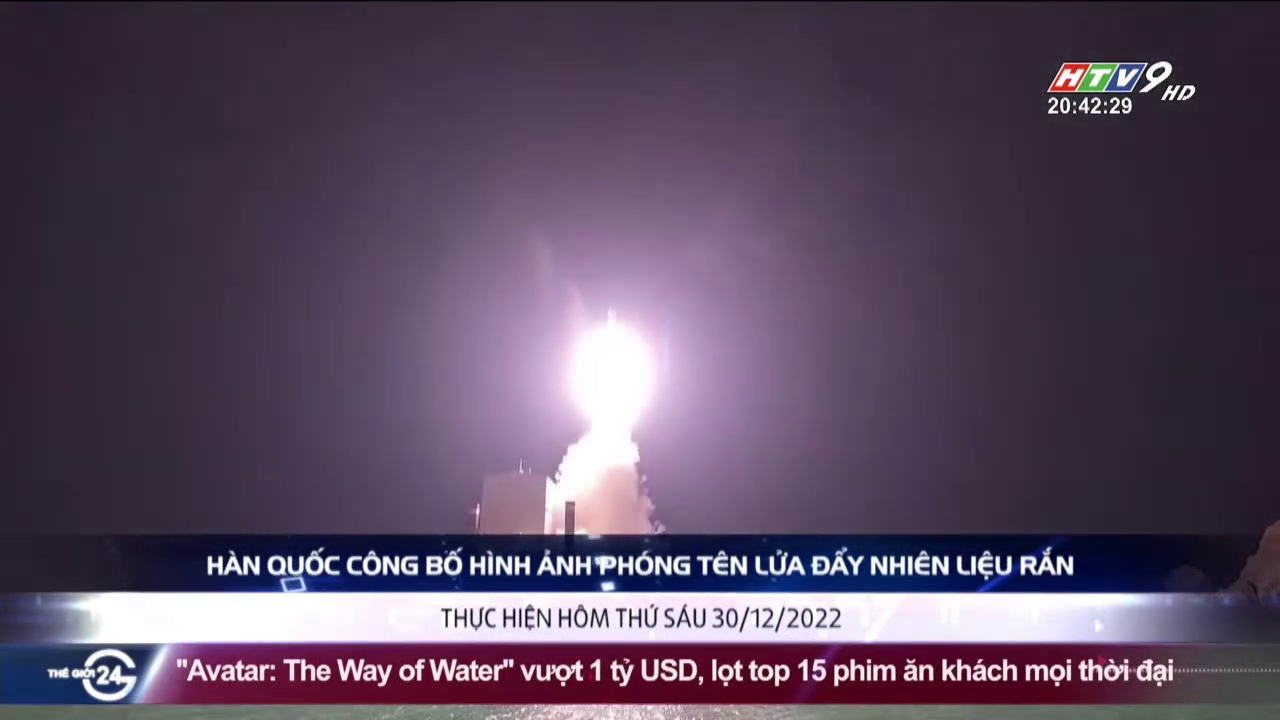 HTV9 HD
20:42:29
HÀN QUỐC CÔNG BỐ HÌNH ẢNH PHÓNG TÊN LỬA ĐẨY NHIÊN LIỆU RẮN
THỰC HIỆN HÔM THỨ SÁU 30/12/2022
THẾ GIỚI 24G
"Avatar: The Way of Water" vượt 1 tỷ USD, lọt top 15 phim ăn khách mọi thời đại